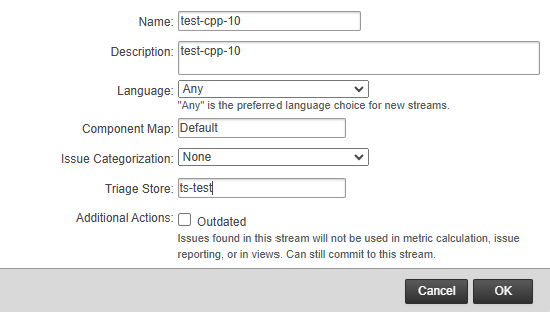 Name: test-cpp-10
Description: test-cpp-10
Language: Any
"Any" is the preferred language choice for new streams.
Component Map: Default
Issue Categorization: None
Triage Store: ts-test
Additional Actions: Outdated
Issues found in this stream will not be used in metric calculation, issue
reporting, or in views. Can still commit to this stream.
Cancel OK